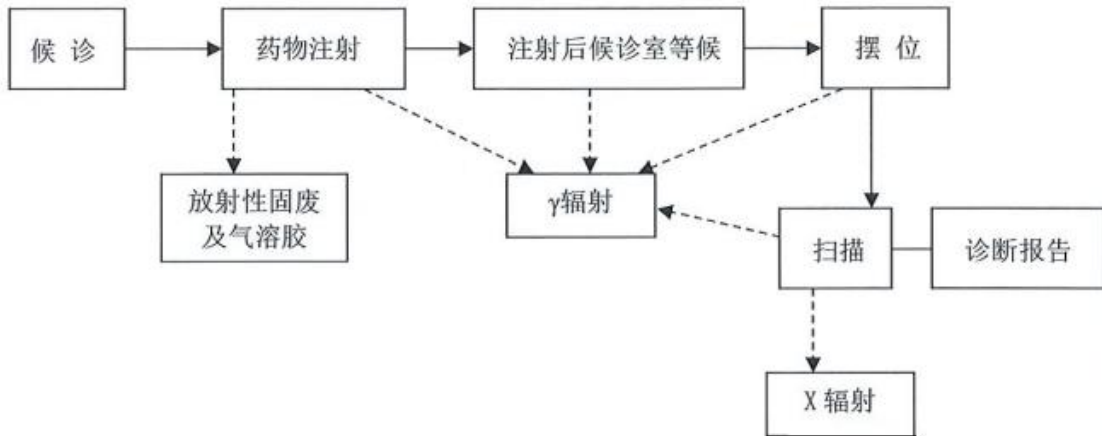 候 诊
药物注射
注射后候诊室等候
摆 位
放射性固废
及气溶胶
γ辐射
扫描
诊断报告
X 辐射